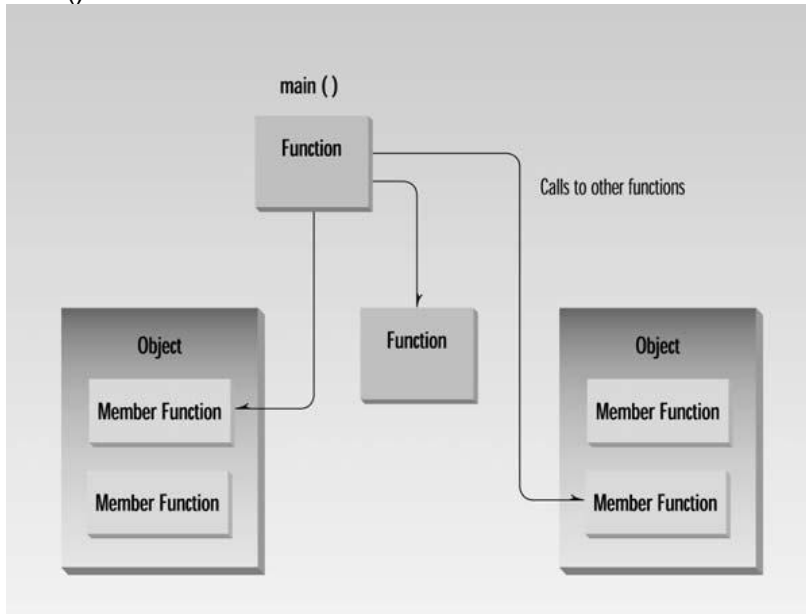 ()
main ( )
Function
Calls to other functions
Function
Object
Member Function
Member Function
Object
Member Function
Member Function